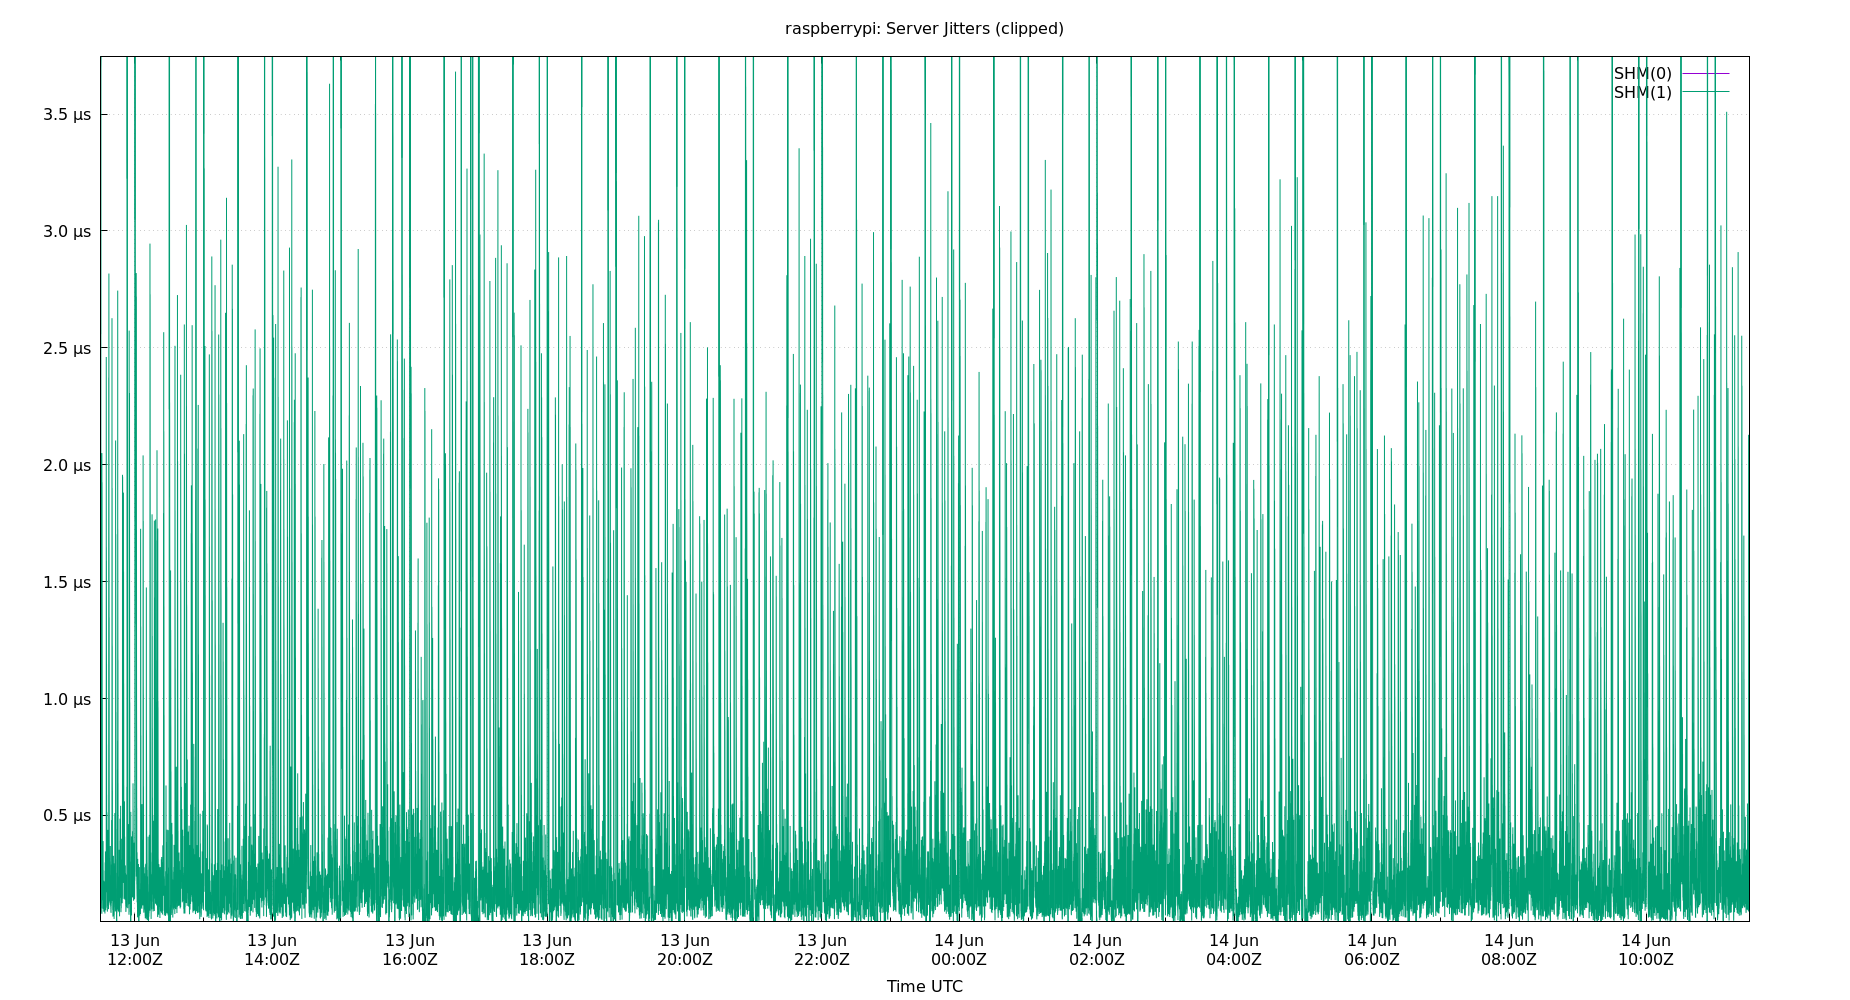 raspberrypi: Server Jitters (clipped)
SHM(0)
SHM(1)
3.5 µs
3.0 µs
2.5 µs
2.0 µs
1.5 µs
1.0 µs
0.5 µs
13 Jun 13 Jun 13 Jun 13 Jun 13 Jun 13 Jun 14 Jun 14 Jun 14 Jun 14 Jun 14 Jun 14 Jun
12:00Z 14:00Z 16:00Z 18:00Z 20:00Z 22:00Z 00:00Z 02:00Z 04:00Z 06:00Z 08:00Z 10:00Z
Time UTC